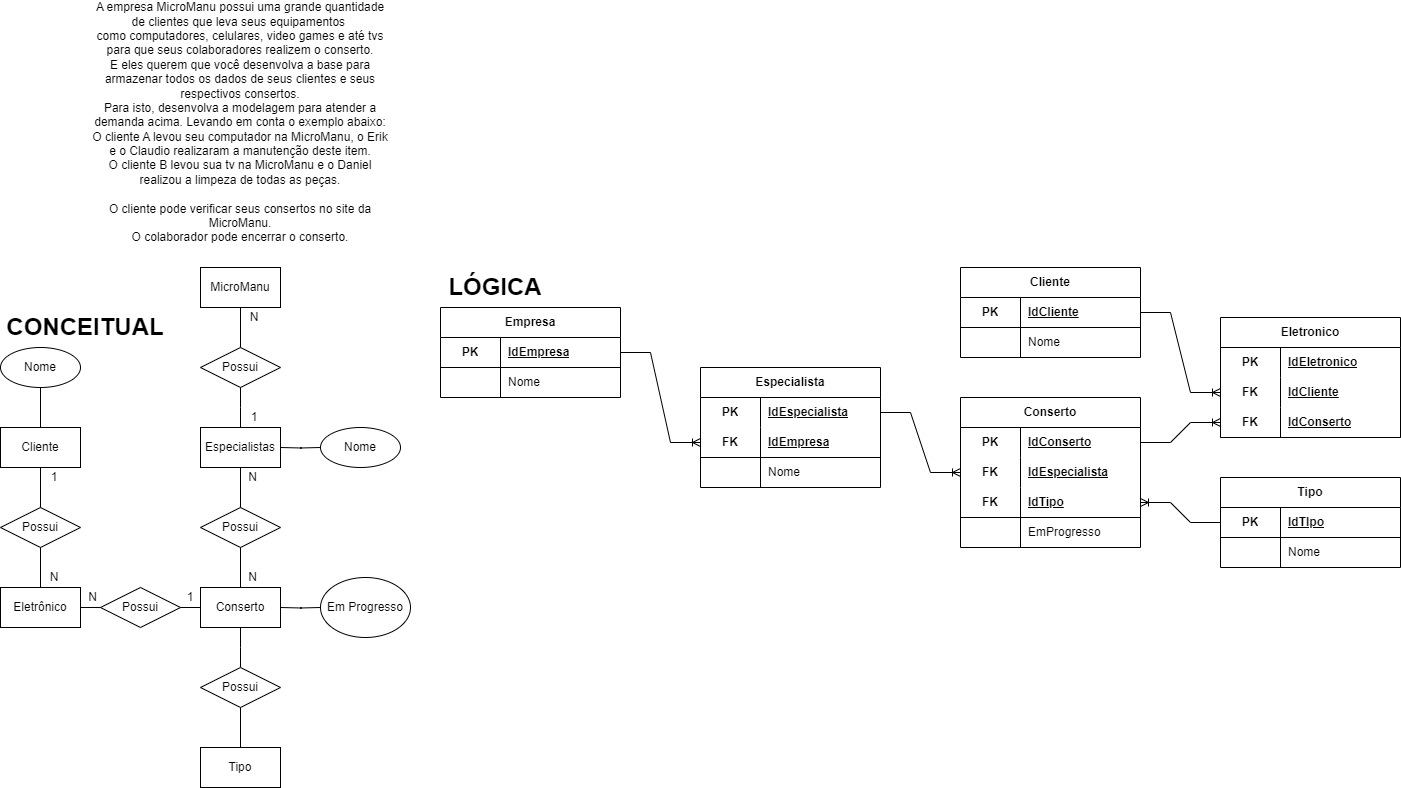 A empresa MicroManu possui uma grande quantidade
de clientes que leva seus equipamentos
como computadores, celulares, video games e até tvs
para que seus colaboradores realizem o conserto.
E eles querem que você desenvolva a base para
armazenar todos os dados de seus clientes e seus
respectivos consertos.
Para isto, desenvolva a modelagem para atender a
demanda acima. Levando em conta o exemplo abaixo:
O cliente A levou seu computador na MicroManu, o Erik
e o Claudio realizaram a manutenção deste item.
O cliente B levou sua tv na MicroManu e o Daniel
realizou a limpeza de todas as peças.
O cliente pode verificar seus consertos no site da
MicroManu.
O colaborador pode encerrar o conserto.
CONCEITUAL
MicroManu
N
Possui
1
Nome
Cliente
Especialistas
Nome
1
N
Possui
Possui
N
N
Eletrônico
N
Possui
1
Conserto
Em Progresso
Possui
Tipo
LÓGICA
Empresa
PK IdEmpresa
Nome
Especialista
PK IdEspecialista
FK IdEmpresa
Nome
Cliente
PK IdCliente
Nome
Conserto
PK IdConserto
FK IdEspecialista
FK IdTipo
EmProgresso
Eletronico
PK IdEletronico
FK IdCliente
FK IdConserto
Tipo
PK IdTIpo
Nome